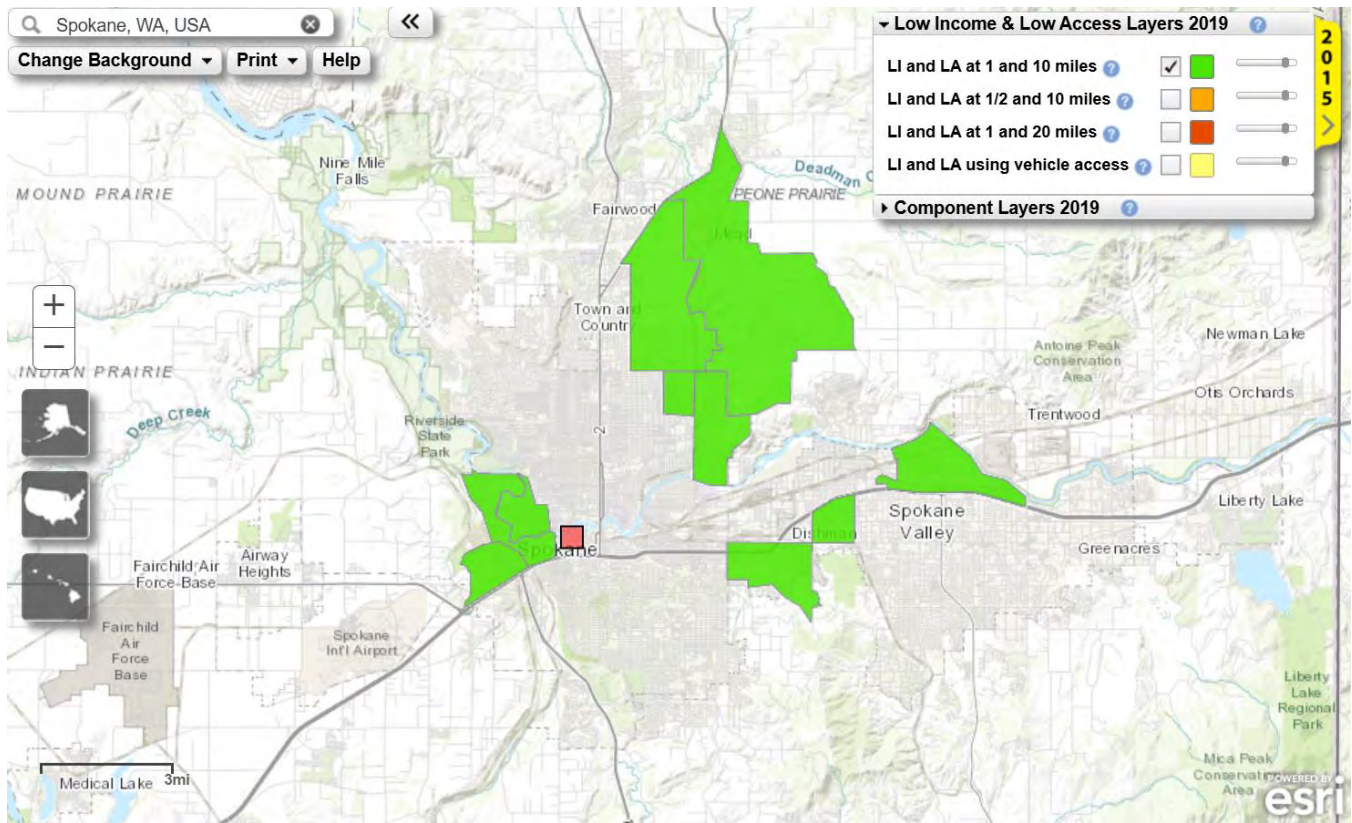 Spokane, WA, USA
Change Background
Print
Help
Low Income & Low Access Layers 2019
LI and LA at 1 and 10 miles
LI and LA at 1/2 and 10 miles
LI and LA at 1 and 20 miles
LI and LA using vehicle access
Component Layers 2019
2
0
1
5
Nine Mile
Falls
MOUND PRAIRIE
Deadman
PEONE PRAIRIE
Fairwood
Mead
Town and
Country
Newman Lake
Antoine Peak
Conservation
Area
INDIAN PRAIRIE
Otis Orchards
Deep Creek
Trentwood
Riverside
State
Park
2
Liberty Lake
Spokane
Valley
Dishman
Spokane
Greenacres
Airway
Heights
Fairchild Air
Force Base
Fairchild
Air
Force
Base
Spokane
Int'l Airport
Liberty
Lake
Regional
Park
Mica Peak
Conservation
Area
3mi
Medical Lake
POWERED BY
esri